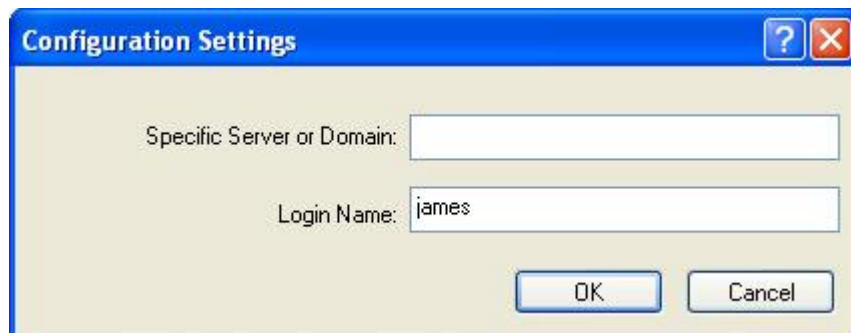 Configuration Settings ?
Specific Server or Domain:
Login Name: james
OK Cancel